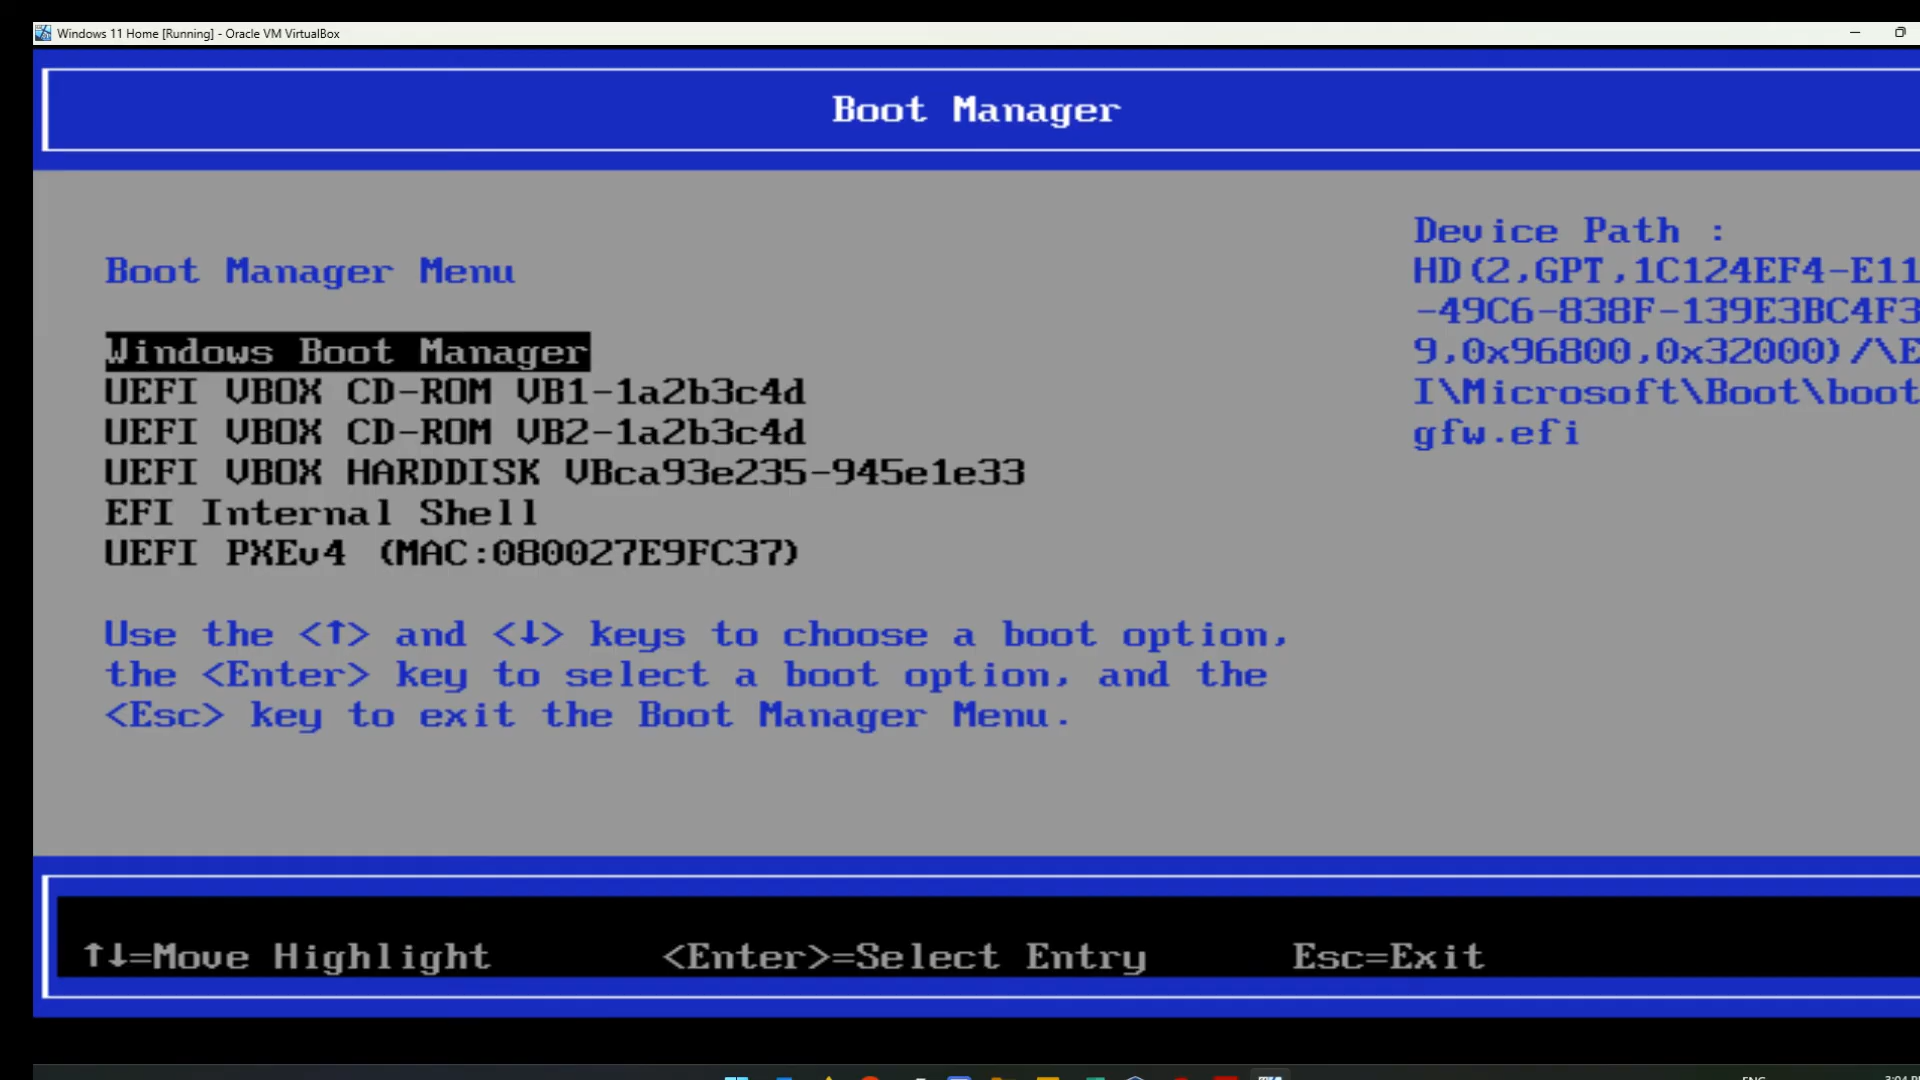 Windows 11 Home [Running] - Oracle VM VirtualBox
Boot Manager
Device Path :
Boot Manager Menu
HD(2,GPT,1C124EF4-E11
-49C6-838F-139E3BC4F3
Windows Boot Manager
9,0x96800,0x32000)/\E
UEFI VBOX CD-ROM VB1-1a2b3c4d
I\Microsoft\Boot\boot
UEFI VBOX CD-ROM VB2-1a2b3c4d
gfw.efi
UEFI VBOX HARDDISK VBca93e235-945e1e33
EFI Internal Shell
UEFI PXEv4 (MAC:080027E9FC37)
Use the <↑> and <↓> keys to choose a boot option,
the <Enter> key to select a boot option, and the
<Esc> key to exit the Boot Manager Menu.
↑↓=Move Highlight <Enter>=Select Entry Esc=Exit